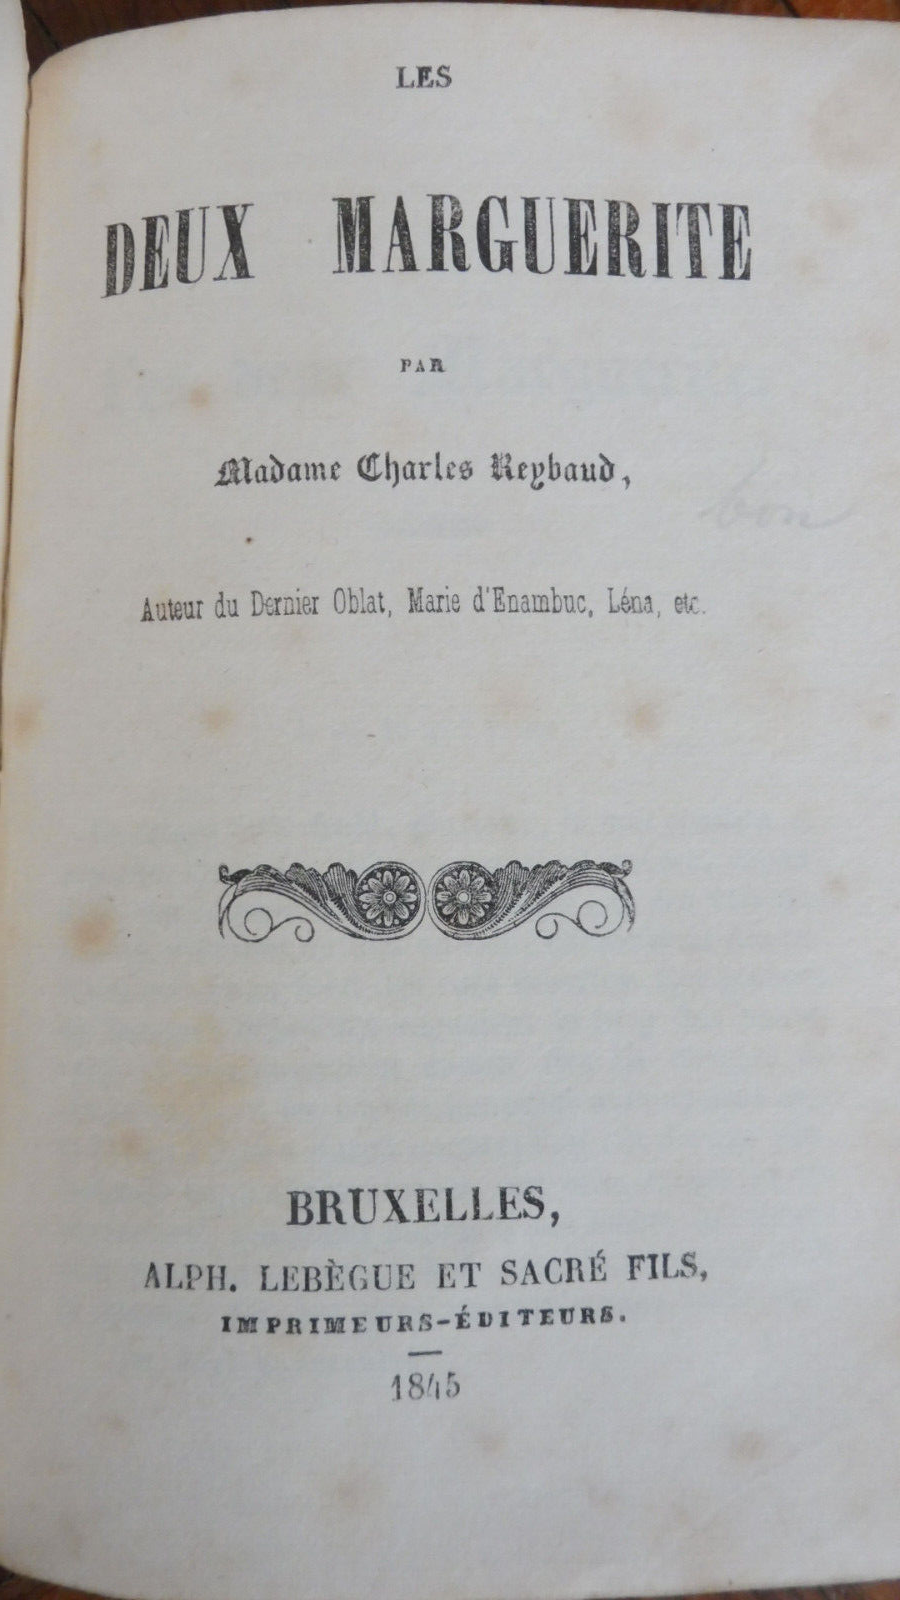 LES
DEUX MARGUERITE
PAR
Madame Charles Reybaud,
bon
Auteur du Dernier Oblat, Marie d'Enambuc, Léna, etc.
BRUXELLES,
ALPH. LEBÈGUE ET SACRÉ FILS,
IMPRIMEURS-ÉDITEURS.
1845